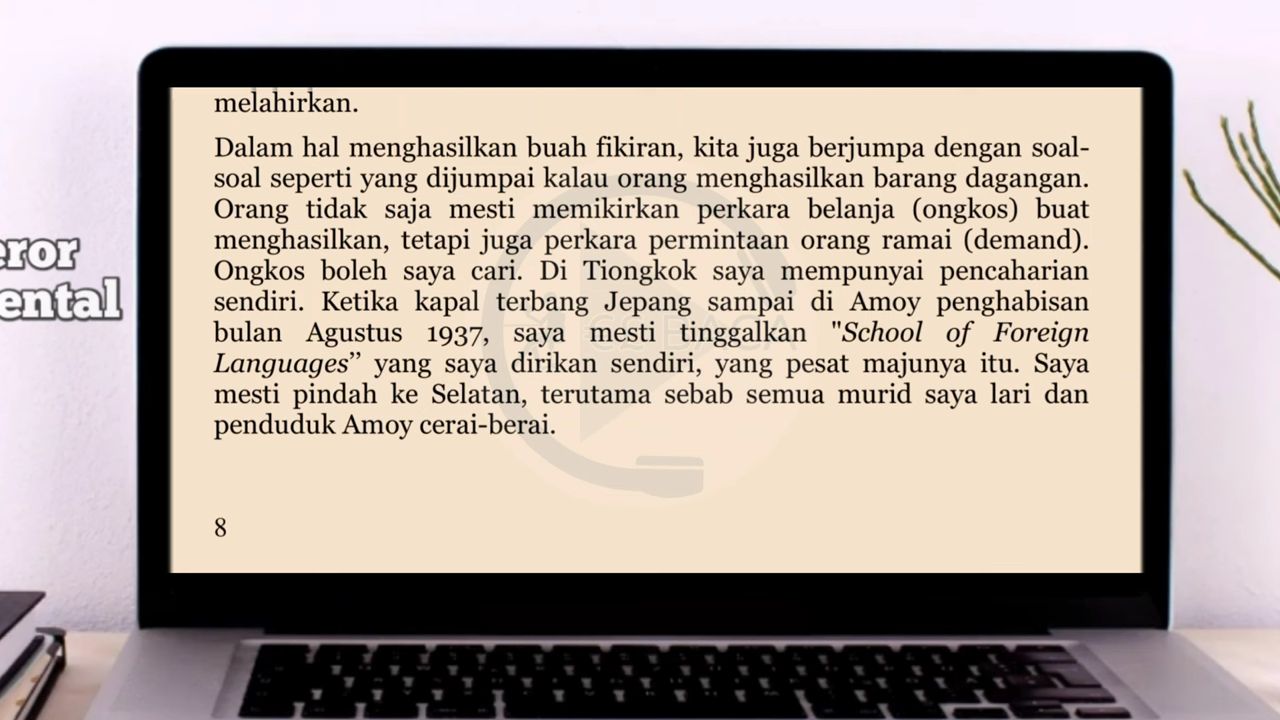 melahirkan.
Dalam hal menghasilkan buah fikiran, kita juga berjumpa dengan soal-
soal seperti yang dijumpai kalau orang menghasilkan barang dagangan.
Orang tidak saja mesti memikirkan perkara belanja (ongkos) buat
menghasilkan, tetapi juga perkara permintaan orang ramai (demand).
Ongkos boleh saya cari. Di Tiongkok saya mempunyai pencaharian
sendiri. Ketika kapal terbang Jepang sampai di Amoy penghabisan
bulan Agustus 1937, saya mesti tinggalkan "School of Foreign
Languages’’ yang saya dirikan sendiri, yang pesat majunya itu. Saya
mesti pindah ke Selatan, terutama sebab semua murid saya lari dan
penduduk Amoy cerai-berai.
8
eror
ental